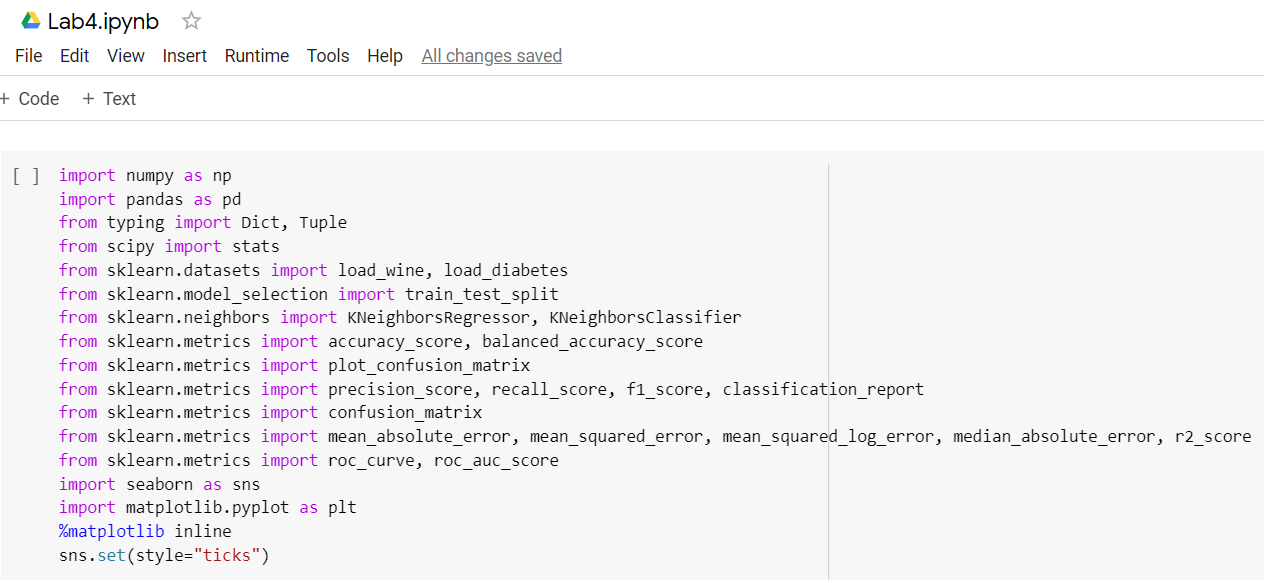 Lab4.ipynb
File Edit View Insert Runtime Tools Help All changes saved
+ Code + Text
[ ] import numpy as np
import pandas as pd
from typing import Dict, Tuple
from scipy import stats
from sklearn.datasets import load_wine, load_diabetes
from sklearn.model_selection import train_test_split
from sklearn.neighbors import KNeighborsRegressor, KNeighborsClassifier
from sklearn.metrics import accuracy_score, balanced_accuracy_score
from sklearn.metrics import plot_confusion_matrix
from sklearn.metrics import precision_score, recall_score, f1_score, classification_report
from sklearn.metrics import confusion_matrix
from sklearn.metrics import mean_absolute_error, mean_squared_error, mean_squared_log_error, median_absolute_error, r2_score
from sklearn.metrics import roc_curve, roc_auc_score
import seaborn as sns
import matplotlib.pyplot as plt
%matplotlib inline
sns.set(style="ticks")